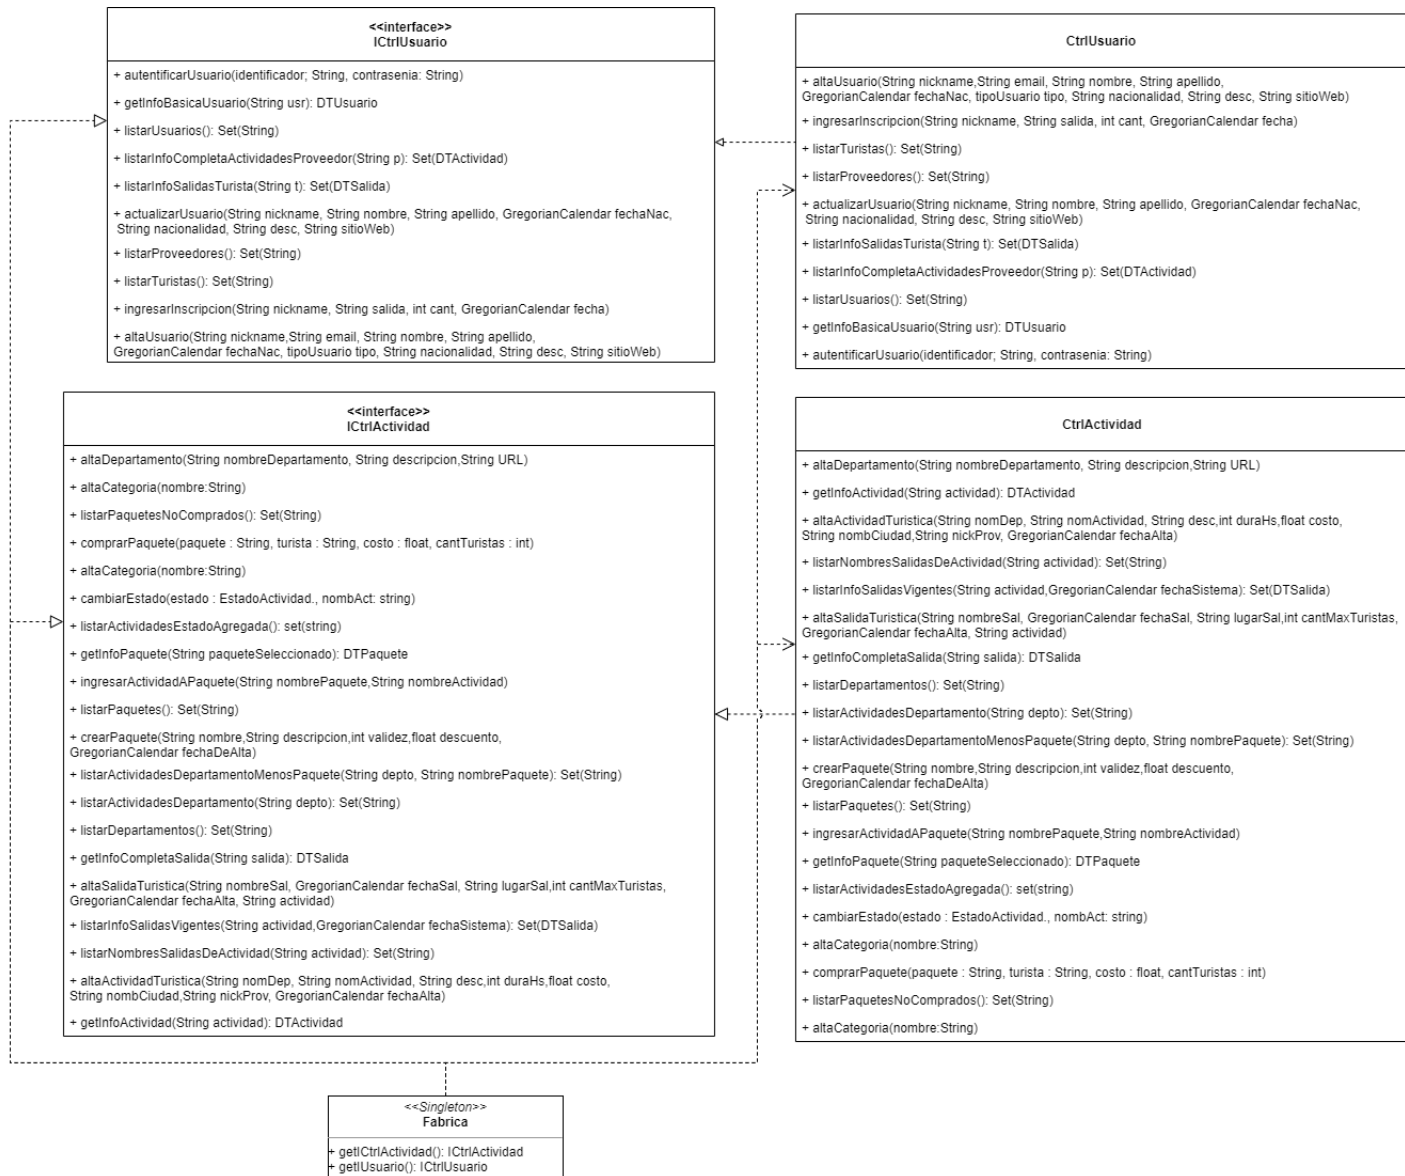 <<interface>>
ICtrlUsuario
+ autentificarUsuario(identificador; String, contrasenia: String)
+ getInfoBasicaUsuario(String usr): DTUsuario
+ listarUsuarios(): Set(String)
+ listarInfoCompletaActividadesProveedor(String p): Set(DTActividad)
+ listarInfoSalidasTurista(String t): Set(DTSalida)
+ actualizarUsuario(String nickname, String nombre, String apellido, GregorianCalendar fechaNac,
String nacionalidad, String desc, String sitioWeb)
+ listarProveedores(): Set(String)
+ listarTuristas(): Set(String)
+ ingresarInscripcion(String nickname, String salida, int cant, GregorianCalendar fecha)
+ altaUsuario(String nickname,String email, String nombre, String apellido,
GregorianCalendar fechaNac, tipoUsuario tipo, String nacionalidad, String desc, String sitioWeb)
CtrlUsuario
+ altaUsuario(String nickname,String email, String nombre, String apellido,
GregorianCalendar fechaNac, tipoUsuario tipo, String nacionalidad, String desc, String sitioWeb)
+ ingresarInscripcion(String nickname, String salida, int cant, GregorianCalendar fecha)
+ listarTuristas(): Set(String)
+ listarProveedores(): Set(String)
+ actualizarUsuario(String nickname, String nombre, String apellido, GregorianCalendar fechaNac,
String nacionalidad, String desc, String sitioWeb)
+ listarInfoSalidasTurista(String t): Set(DTSalida)
+ listarInfoCompletaActividadesProveedor(String p): Set(DTActividad)
+ listarUsuarios(): Set(String)
+ getInfoBasicaUsuario(String usr): DTUsuario
+ autentificarUsuario(identificador; String, contrasenia: String)
<<interface>>
ICtrlActividad
+ altaDepartamento(String nombreDepartamento, String descripcion,String URL)
+ altaCategoria(nombre:String)
+ listarPaquetesNoComprados(): Set(String)
+ comprarPaquete(paquete : String, turista : String, costo : float, cantTuristas : int)
+ altaCategoria(nombre:String)
+ cambiarEstado(estado : EstadoActividad., nombAct: string)
+ listarActividadesEstadoAgregada(): set(string)
+ getInfoPaquete(String paqueteSeleccionado): DTPaquete
+ ingresarActividadAPaquete(String nombrePaquete,String nombreActividad)
+ listarPaquetes(): Set(String)
+ crearPaquete(String nombre,String descripcion,int validez,float descuento,
GregorianCalendar fechaDeAlta)
+ listarActividadesDepartamentoMenosPaquete(String depto, String nombrePaquete): Set(String)
+ listarActividadesDepartamento(String depto): Set(String)
+ listarDepartamentos(): Set(String)
+ getInfoCompletaSalida(String salida): DTSalida
+ altaSalidaTuristica(String nombreSal, GregorianCalendar fechaSal, String lugarSal,int cantMaxTuristas,
GregorianCalendar fechaAlta, String actividad)
+ listarInfoSalidasVigentes(String actividad,GregorianCalendar fechaSistema): Set(DTSalida)
+ listarNombresSalidasDeActividad(String actividad): Set(String)
+ altaActividadTuristica(String nomDep, String nomActividad, String desc,int duraHs,float costo,
String nombCiudad,String nickProv, GregorianCalendar fechaAlta)
+ getInfoActividad(String actividad): DTActividad
CtrlActividad
+ altaDepartamento(String nombreDepartamento, String descripcion,String URL)
+ getInfoActividad(String actividad): DTActividad
+ altaActividadTuristica(String nomDep, String nomActividad, String desc,int duraHs,float costo,
String nombCiudad,String nickProv, GregorianCalendar fechaAlta)
+ listarNombresSalidasDeActividad(String actividad): Set(String)
+ listarInfoSalidasVigentes(String actividad,GregorianCalendar fechaSistema): Set(DTSalida)
+ altaSalidaTuristica(String nombreSal, GregorianCalendar fechaSal, String lugarSal,int cantMaxTuristas,
GregorianCalendar fechaAlta, String actividad)
+ getInfoCompletaSalida(String salida): DTSalida
+ listarDepartamentos(): Set(String)
+ listarActividadesDepartamento(String depto): Set(String)
+ listarActividadesDepartamentoMenosPaquete(String depto, String nombrePaquete): Set(String)
+ crearPaquete(String nombre,String descripcion,int validez,float descuento,
GregorianCalendar fechaDeAlta)
+ listarPaquetes(): Set(String)
+ ingresarActividadAPaquete(String nombrePaquete,String nombreActividad)
+ getInfoPaquete(String paqueteSeleccionado): DTPaquete
+ listarActividadesEstadoAgregada(): set(string)
+ cambiarEstado(estado : EstadoActividad., nombAct: string)
+ altaCategoria(nombre:String)
+ comprarPaquete(paquete : String, turista : String, costo : float, cantTuristas : int)
+ listarPaquetesNoComprados(): Set(String)
+ altaCategoria(nombre:String)
<<Singleton>>
Fabrica
+ getICtrlActividad(): ICtrlActividad
+ getIUsuario(): ICtrlUsuario